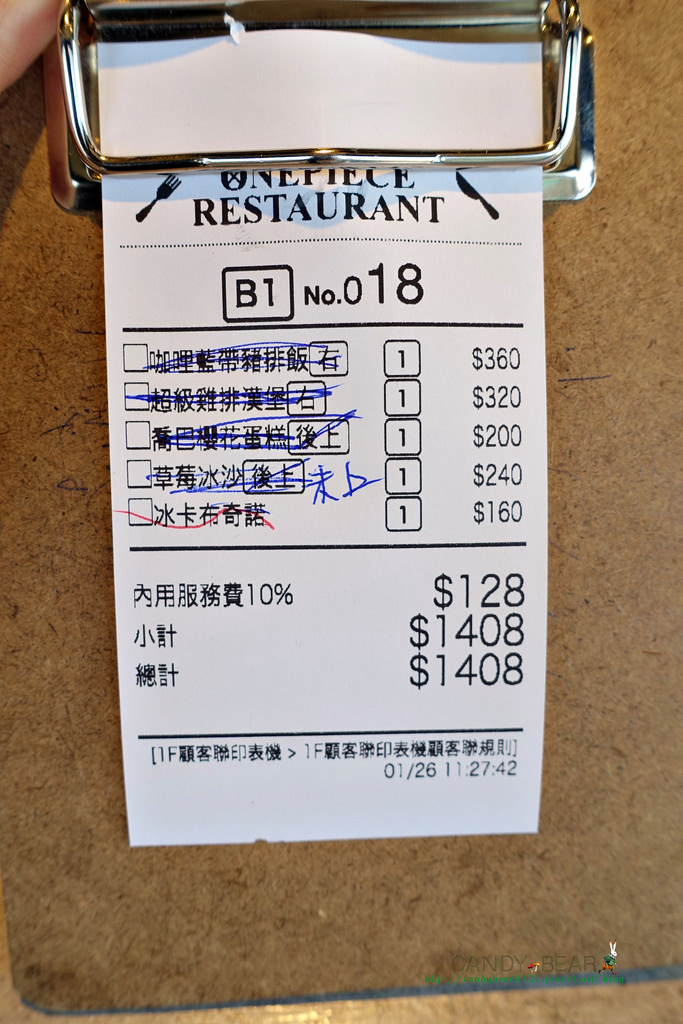 ONEPIECE
RESTAURANT
B1 No.018
咖哩藍帶豬排飯 右 1 $360
超級雞排漢堡 右 1 $320
喬巴櫻花蛋糕 後上 1 $200
草莓冰沙 後上 未上 1 $240
冰卡布奇諾 1 $160
內用服務費10% $128
小計 $1408
總計 $1408
[1F顧客聯印表機 > 1F顧客聯印表機顧客聯規則]
01/26 11:27:42
CANDY BEAR